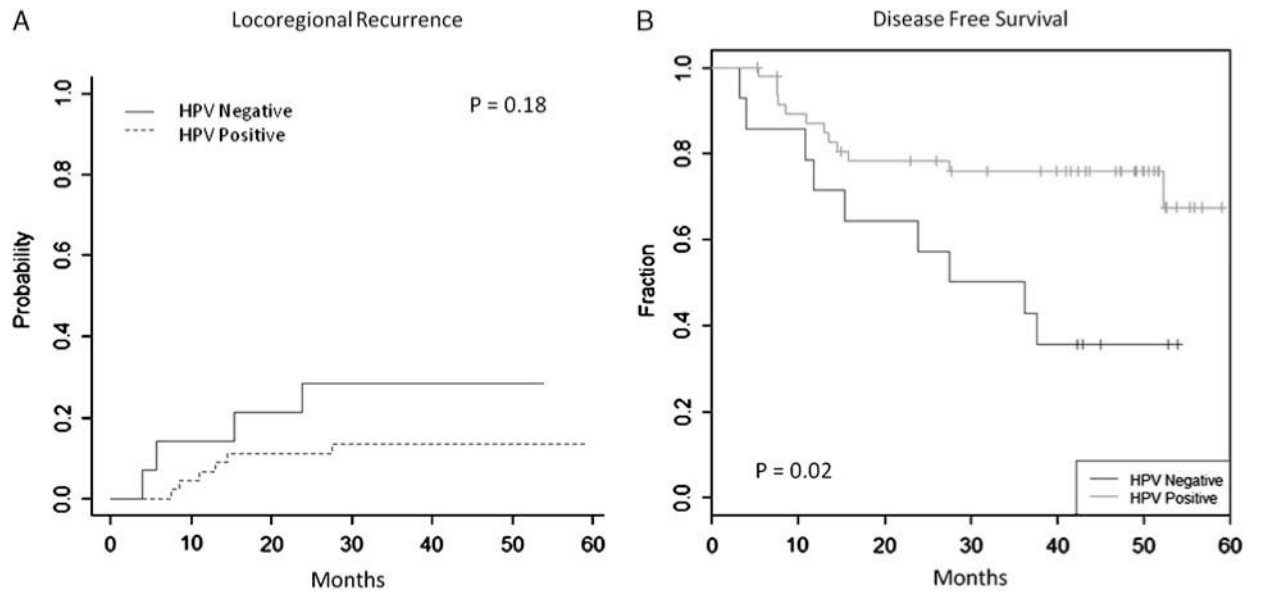 A
Locoregional Recurrence
HPV Negative
HPV Positive
P = 0.18
Probability
1.0
0.8
0.6
0.4
0.2
0.0
0 10 20 30 40 50 60
Months
B
Disease Free Survival
Fraction
1.0
0.8
0.6
0.4
0.2
0.0
P = 0.02
HPV Negative
HPV Positive
0 10 20 30 40 50 60
Months